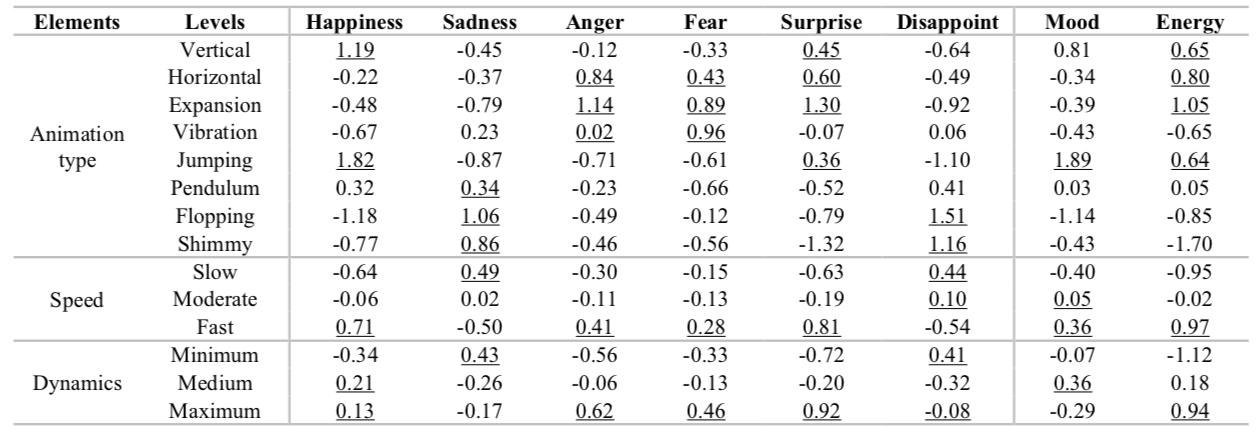 Elements Levels Happiness Sadness Anger Fear Surprise Disappoint Mood Energy
Vertical 1.19 -0.45 -0.12 -0.33 0.45 -0.64 0.81 0.65
Horizontal -0.22 -0.37 0.84 0.43 0.60 -0.49 -0.34 0.80
Expansion -0.48 -0.79 1.14 0.89 1.30 -0.92 -0.39 1.05
Animation type Vibration -0.67 0.23 0.02 0.96 -0.07 0.06 -0.43 -0.65
Jumping 1.82 -0.87 -0.71 -0.61 0.36 -1.10 1.89 0.64
Pendulum 0.32 0.34 -0.23 -0.66 -0.52 0.41 0.03 0.05
Flopping -1.18 1.06 -0.49 -0.12 -0.79 1.51 -1.14 -0.85
Shimmy -0.77 0.86 -0.46 -0.56 -1.32 1.16 -0.43 -1.70
Slow -0.64 0.49 -0.30 -0.15 -0.63 0.44 -0.40 -0.95
Speed Moderate -0.06 0.02 -0.11 -0.13 -0.19 0.10 0.05 -0.02
Fast 0.71 -0.50 0.41 0.28 0.81 -0.54 0.36 0.97
Minimum -0.34 0.43 -0.56 -0.33 -0.72 0.41 -0.07 -1.12
Dynamics Medium 0.21 -0.26 -0.06 -0.13 -0.20 -0.32 0.36 0.18
Maximum 0.13 -0.17 0.62 0.46 0.92 -0.08 -0.29 0.94